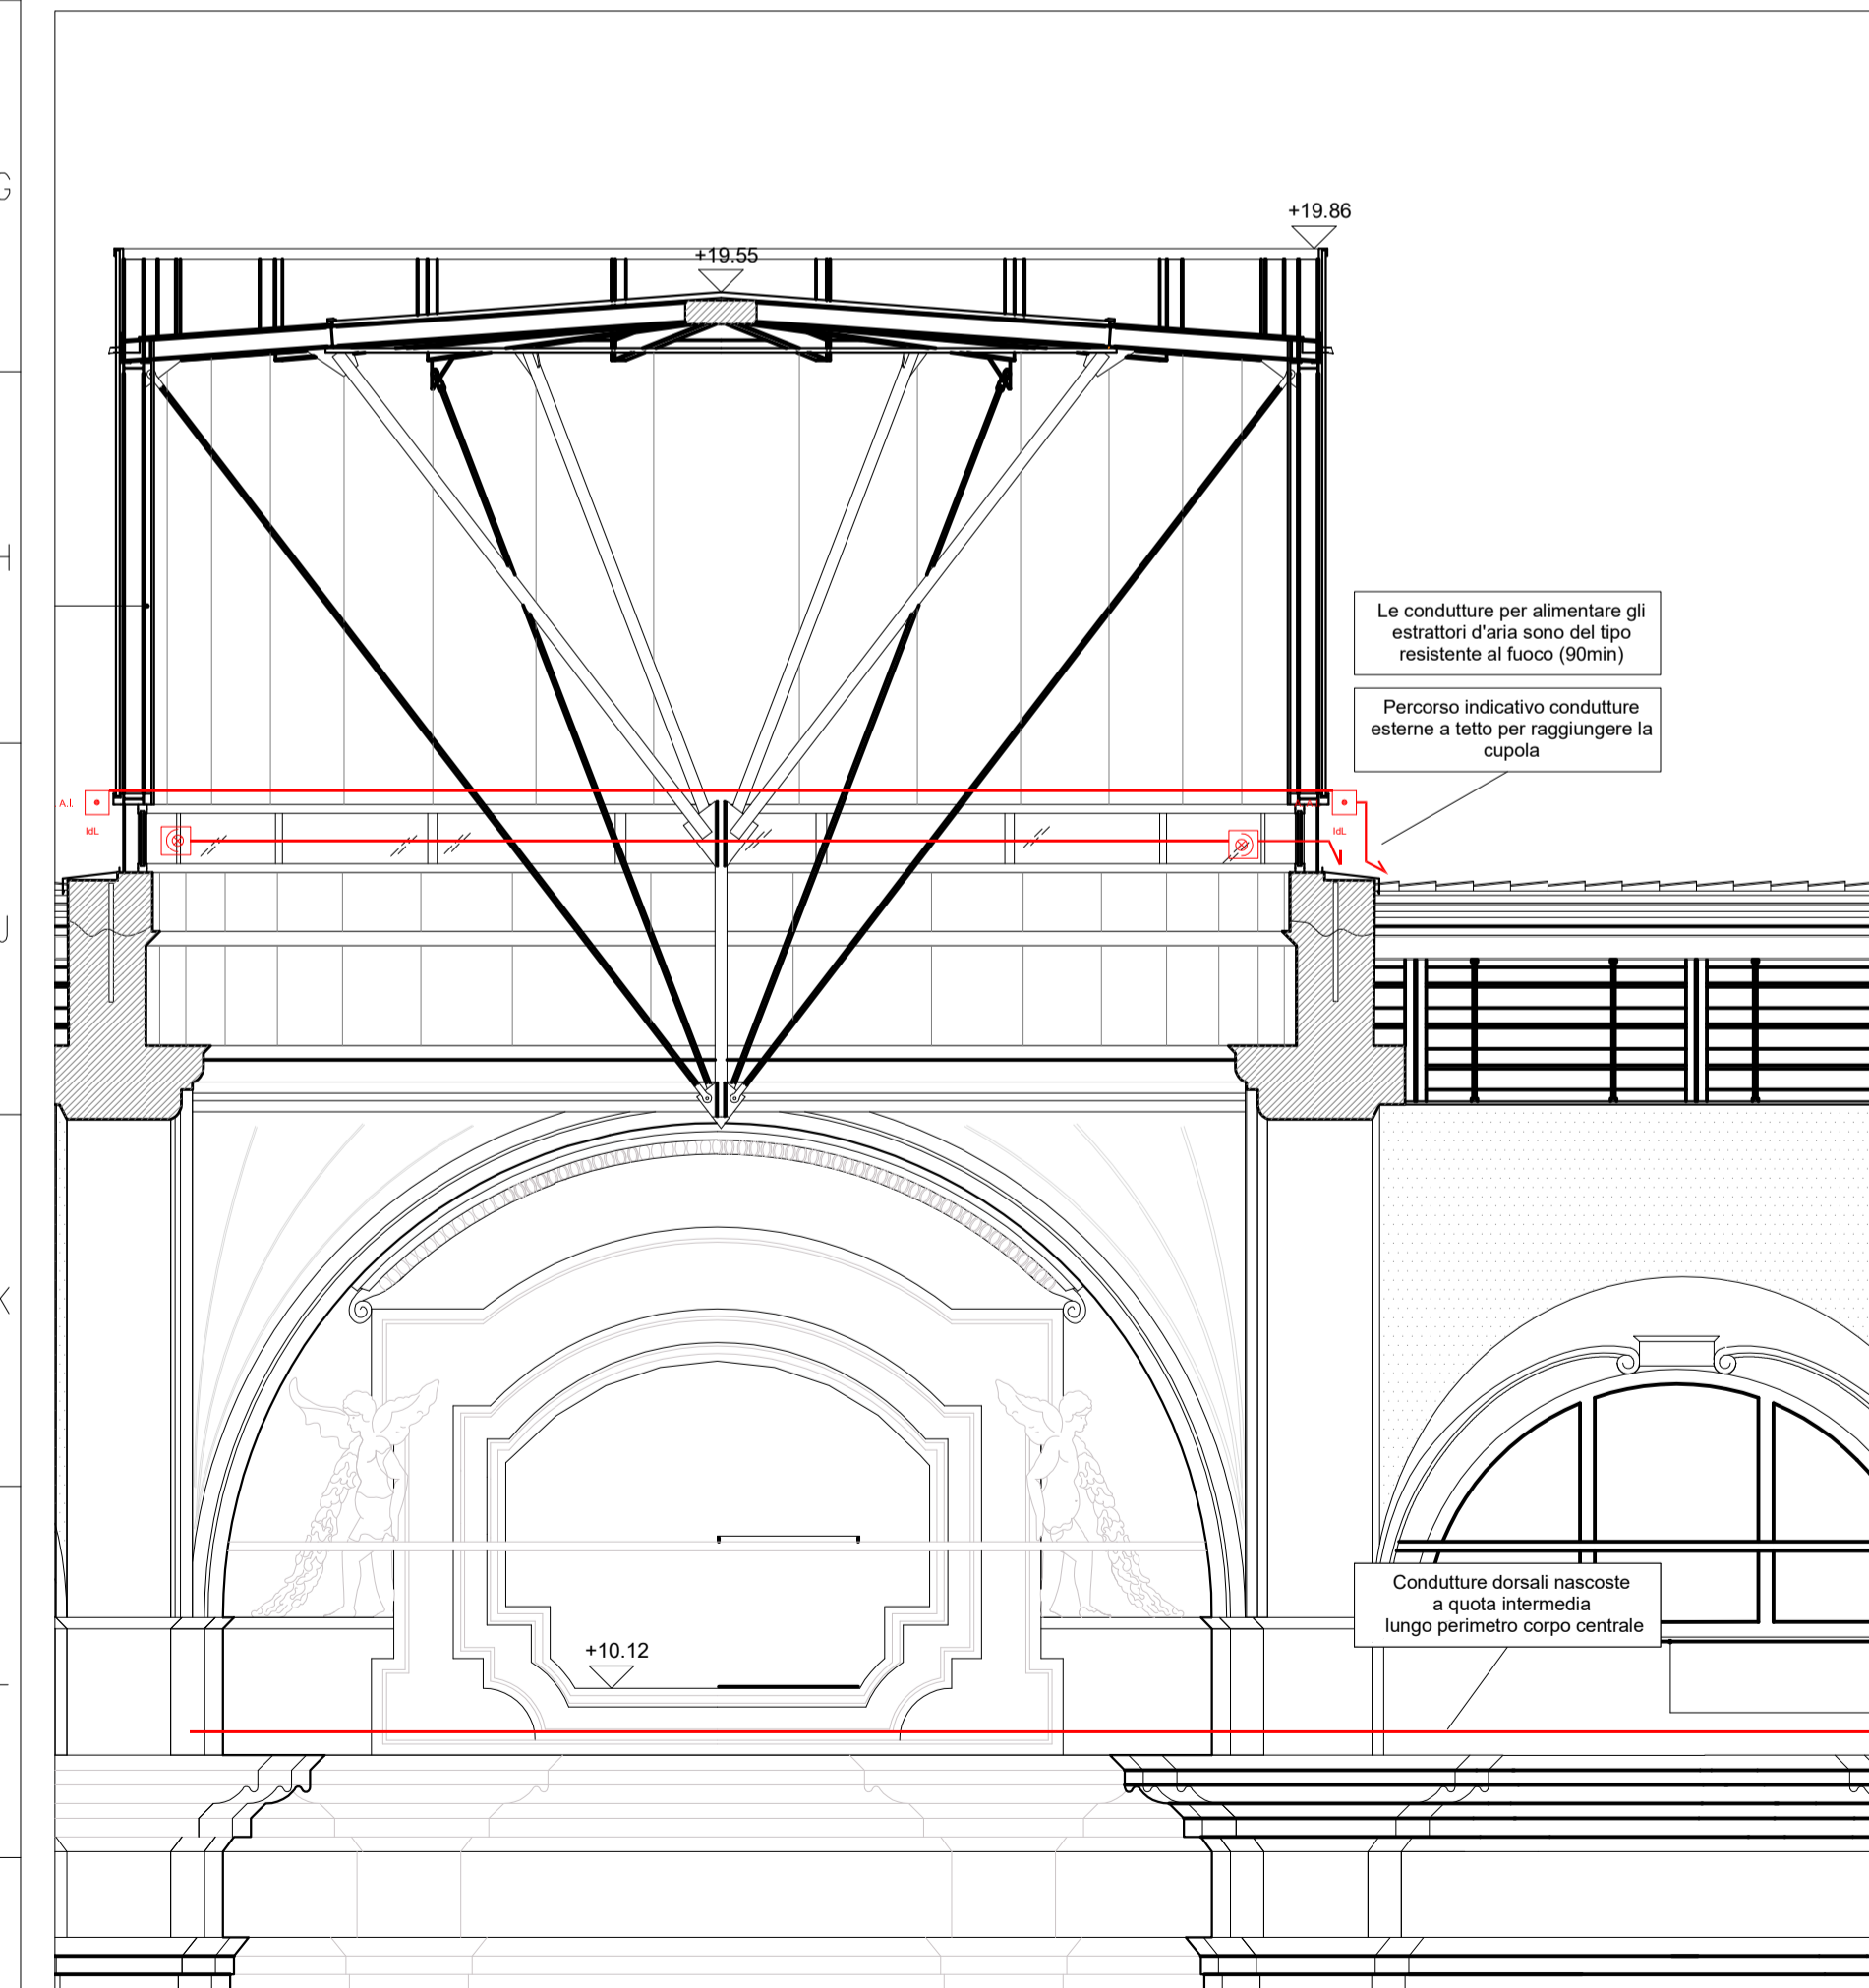 G
+19.86
+19.55
H
Le condutture per alimentare gli
estrattori d'aria sono del tipo
resistente al fuoco (90min)
Percorso indicativo condutture
esterne a tetto per raggiungere la
cupola
A.I.
IdL
IdL
J
K
Condutture dorsali nascoste
a quota intermedia
lungo perimetro corpo centrale
+10.12